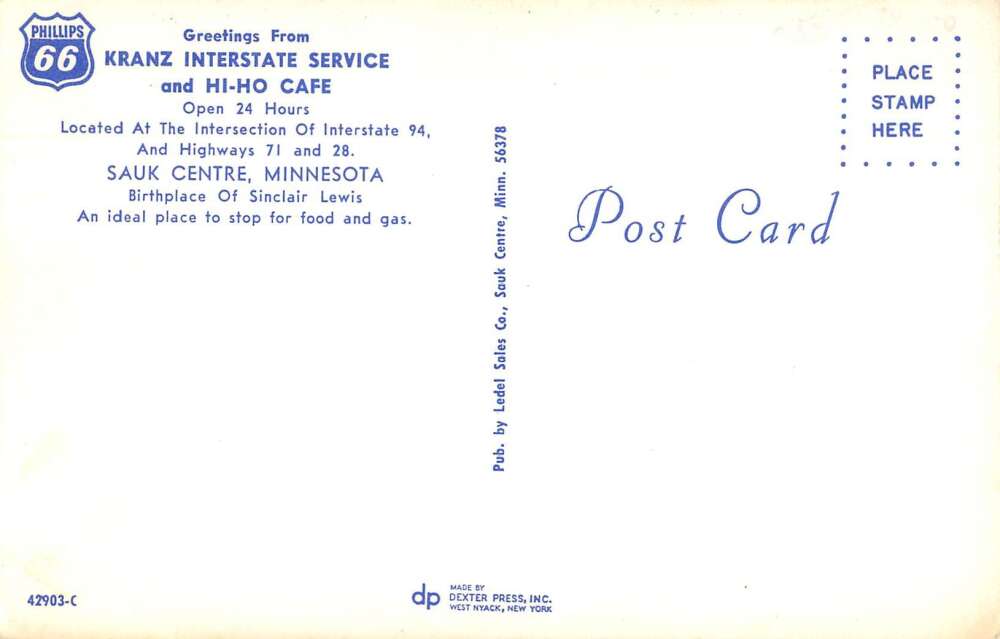 PHILLIPS
66
Greetings From
KRANZ INTERSTATE SERVICE
and HI-HO CAFE
Open 24 Hours
Located At The Intersection Of Interstate 94,
And Highways 71 and 28.
SAUK CENTRE, MINNESOTA
Birthplace Of Sinclair Lewis
An ideal place to stop for food and gas.
Pub. by Ledel Sales Co., Sauk Centre, Minn. 56378
PLACE
STAMP
HERE
Post Card
42903-C
dp
MADE BY
DEXTER PRESS, INC.
WEST NYACK, NEW YORK